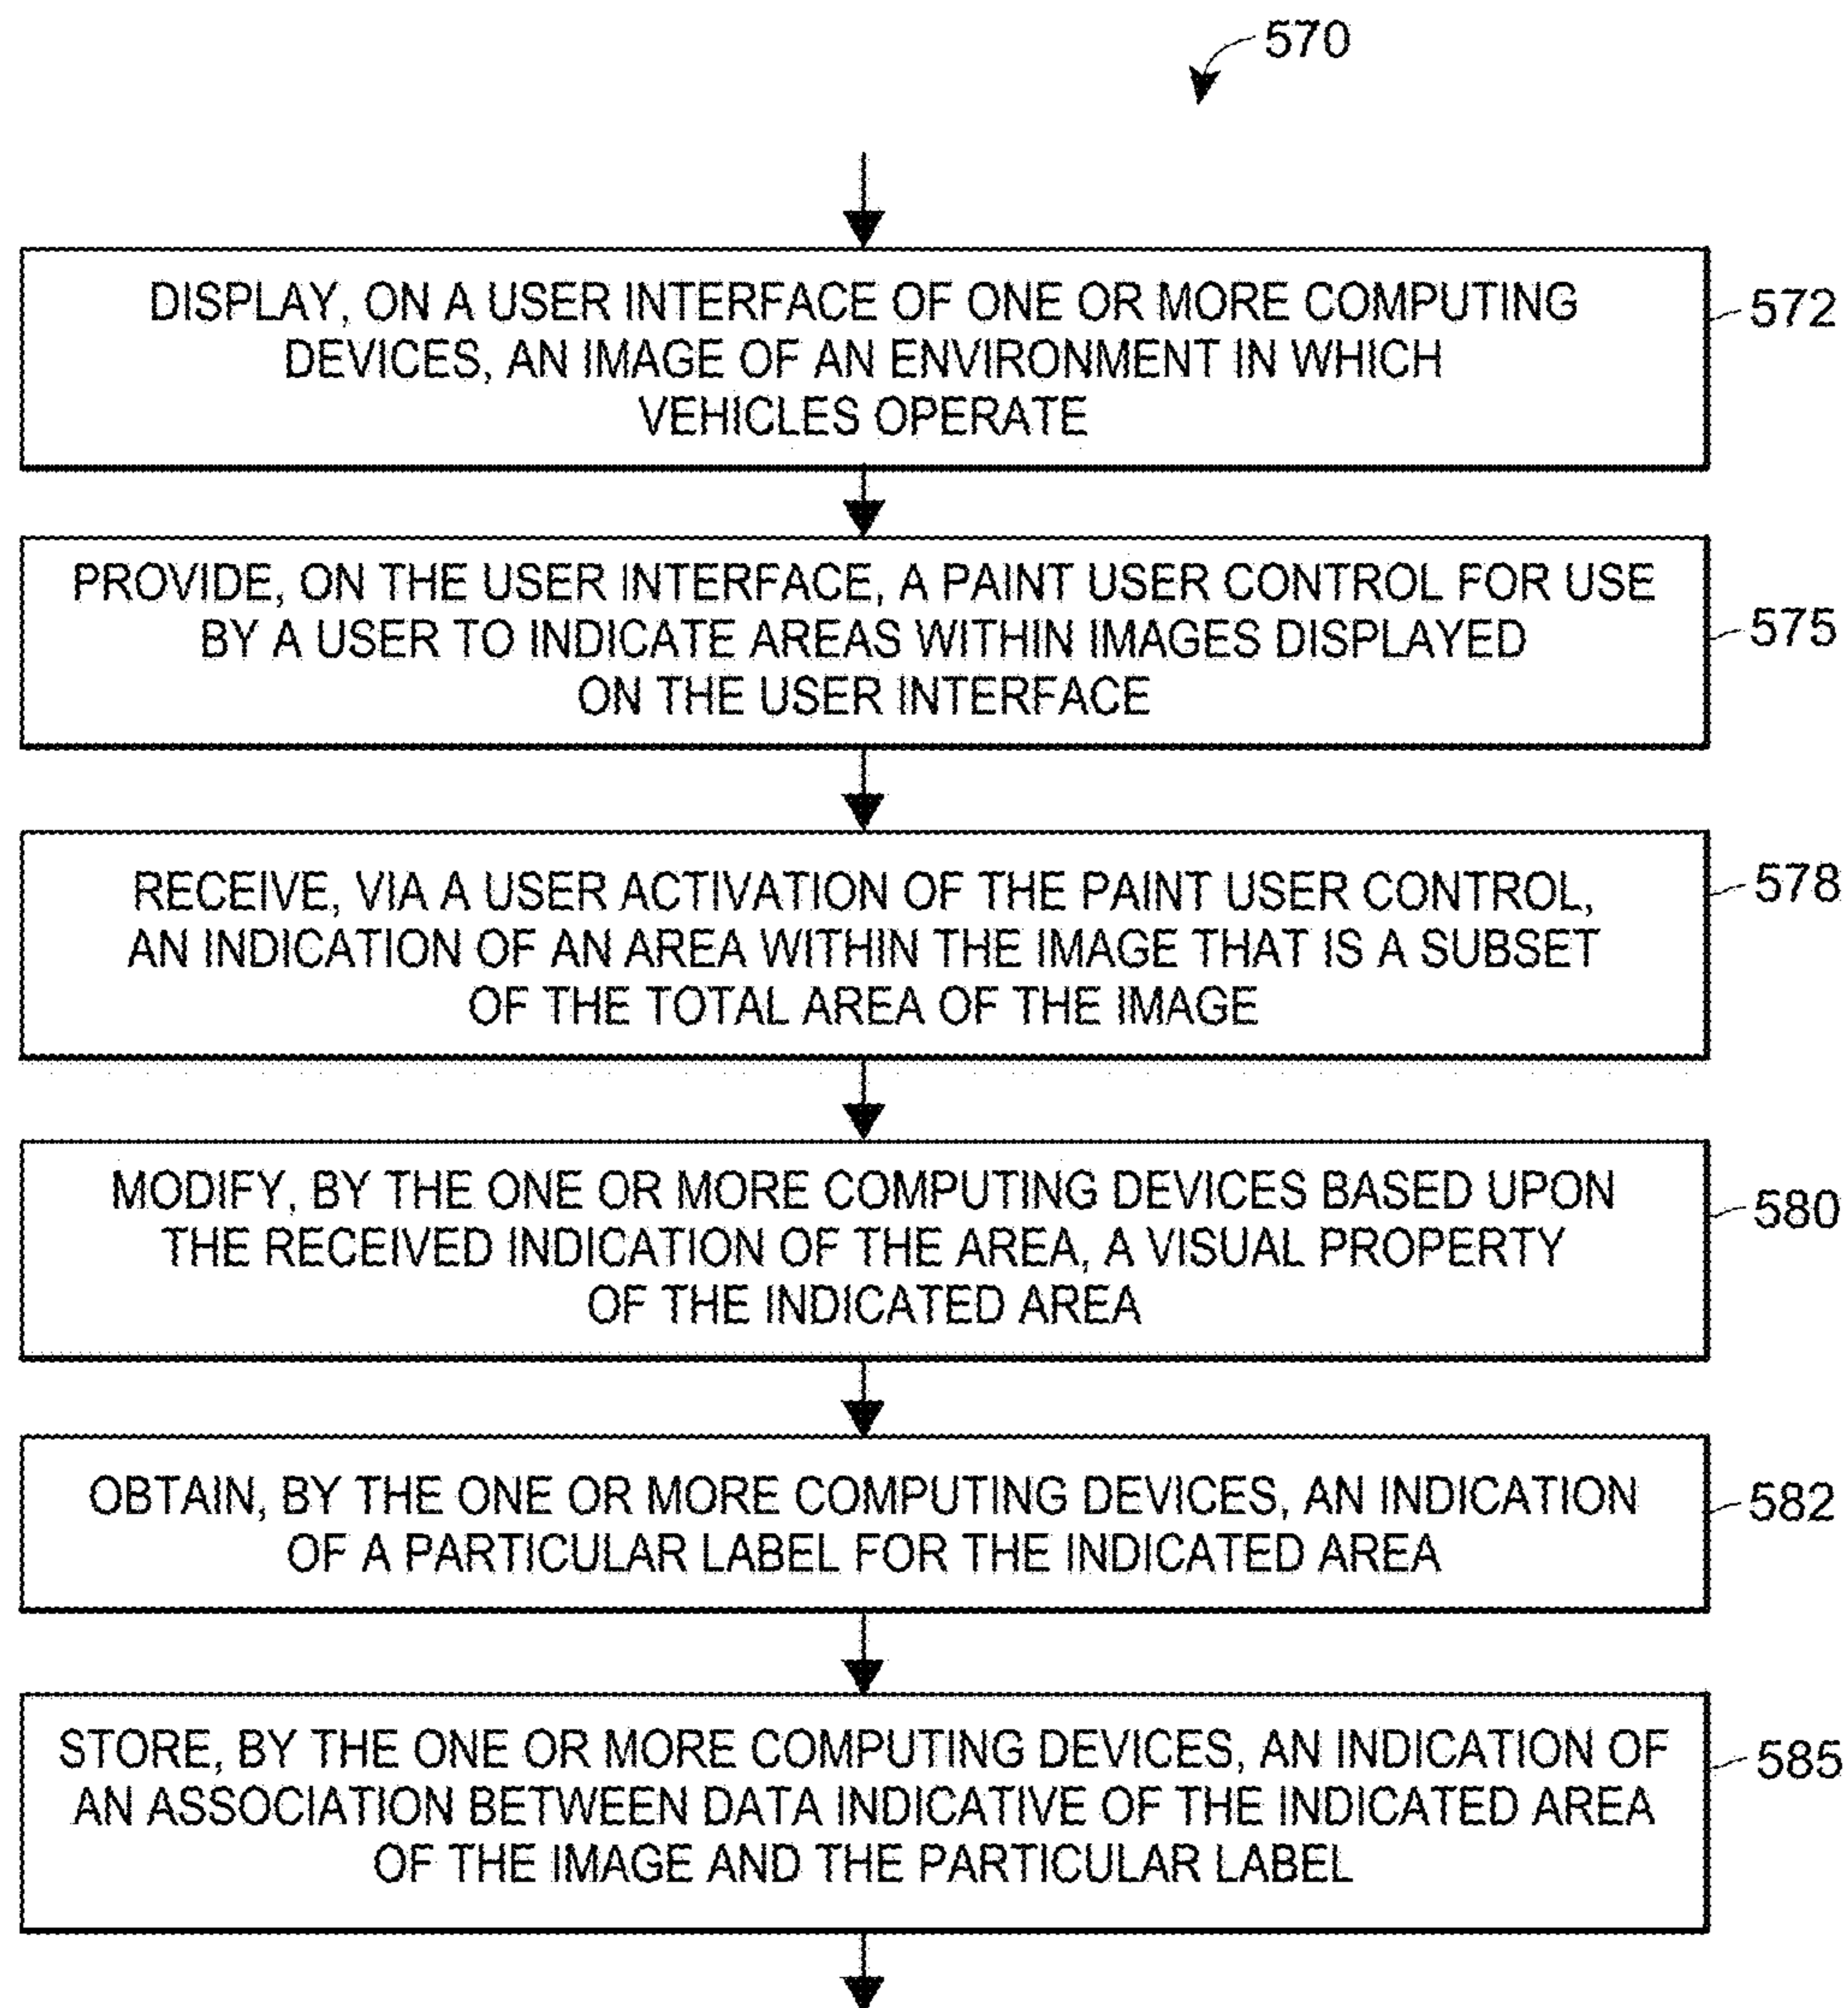 570
DISPLAY, ON A USER INTERFACE OF ONE OR MORE COMPUTING
DEVICES, AN IMAGE OF AN ENVIRONMENT IN WHICH
VEHICLES OPERATE
572
PROVIDE, ON THE USER INTERFACE, A PAINT USER CONTROL FOR USE
BY A USER TO INDICATE AREAS WITHIN IMAGES DISPLAYED
ON THE USER INTERFACE
575
RECEIVE, VIA A USER ACTIVATION OF THE PAINT USER CONTROL,
AN INDICATION OF AN AREA WITHIN THE IMAGE THAT IS A SUBSET
OF THE TOTAL AREA OF THE IMAGE
578
MODIFY, BY THE ONE OR MORE COMPUTING DEVICES BASED UPON
THE RECEIVED INDICATION OF THE AREA, A VISUAL PROPERTY
OF THE INDICATED AREA
580
OBTAIN, BY THE ONE OR MORE COMPUTING DEVICES, AN INDICATION
OF A PARTICULAR LABEL FOR THE INDICATED AREA
582
STORE, BY THE ONE OR MORE COMPUTING DEVICES, AN INDICATION OF
AN ASSOCIATION BETWEEN DATA INDICATIVE OF THE INDICATED AREA
OF THE IMAGE AND THE PARTICULAR LABEL
585